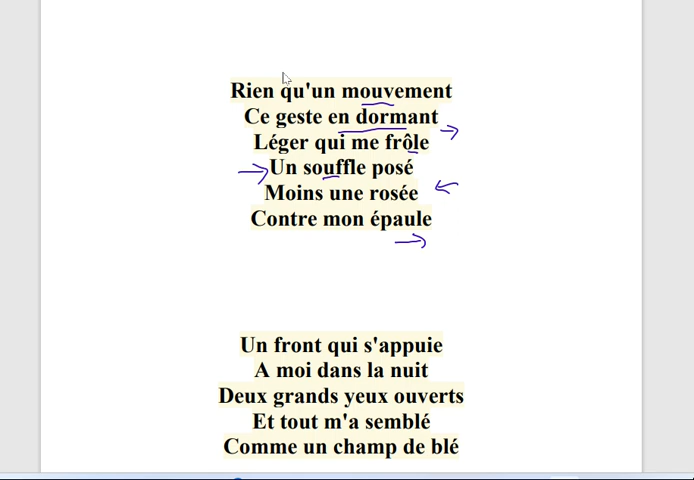 Rien qu'un mouvement
Ce geste en dormant
Léger qui me frôle
Un souffle posé
Moins une rosée
Contre mon épaule
Un front qui s'appuie
A moi dans la nuit
Deux grands yeux ouverts
Et tout m'a semblé
Comme un champ de blé